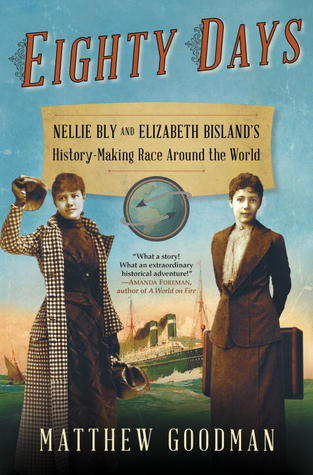 EIGHTY DAYS
NELLIE BLY AND ELIZABETH BISLAND'S
HISTORY-MAKING RACE AROUND THE WORLD
"What a story!
What an extraordinary
historical adventure!"
—AMANDA FOREMAN,
author of A World on Fire
MATTHEW GOODMAN